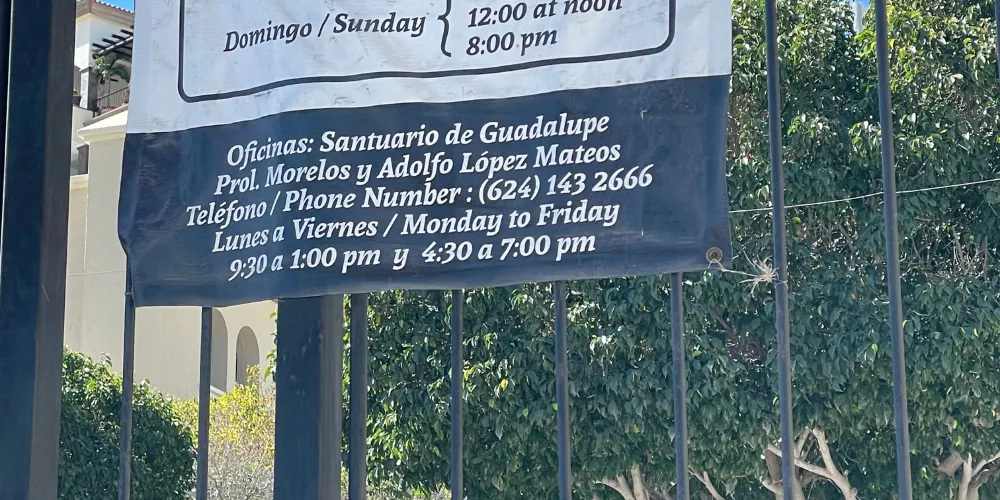 Domingo / Sunday
12:00 at noon
8:00 pm
Oficinas: Santuario de Guadalupe
Prol. Morelos y Adolfo López Mateos
Teléfono / Phone Number : (624) 143 2666
Lunes a Viernes / Monday to Friday
9:30 a 1:00 pm y 4:30 a 7:00 pm